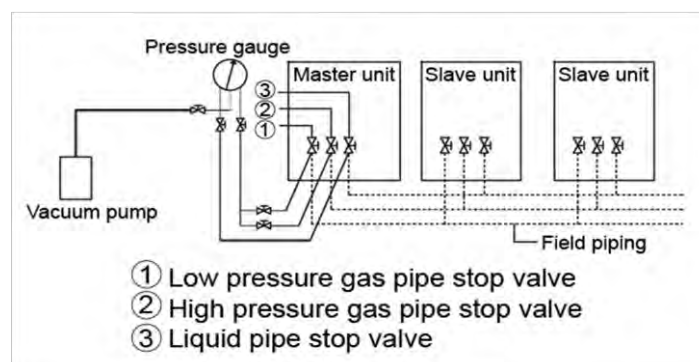 Pressure gauge
Master unit
Slave unit
Slave unit
③
②
①
Vacuum pump
Field piping
① Low pressure gas pipe stop valve
② High pressure gas pipe stop valve
③ Liquid pipe stop valve